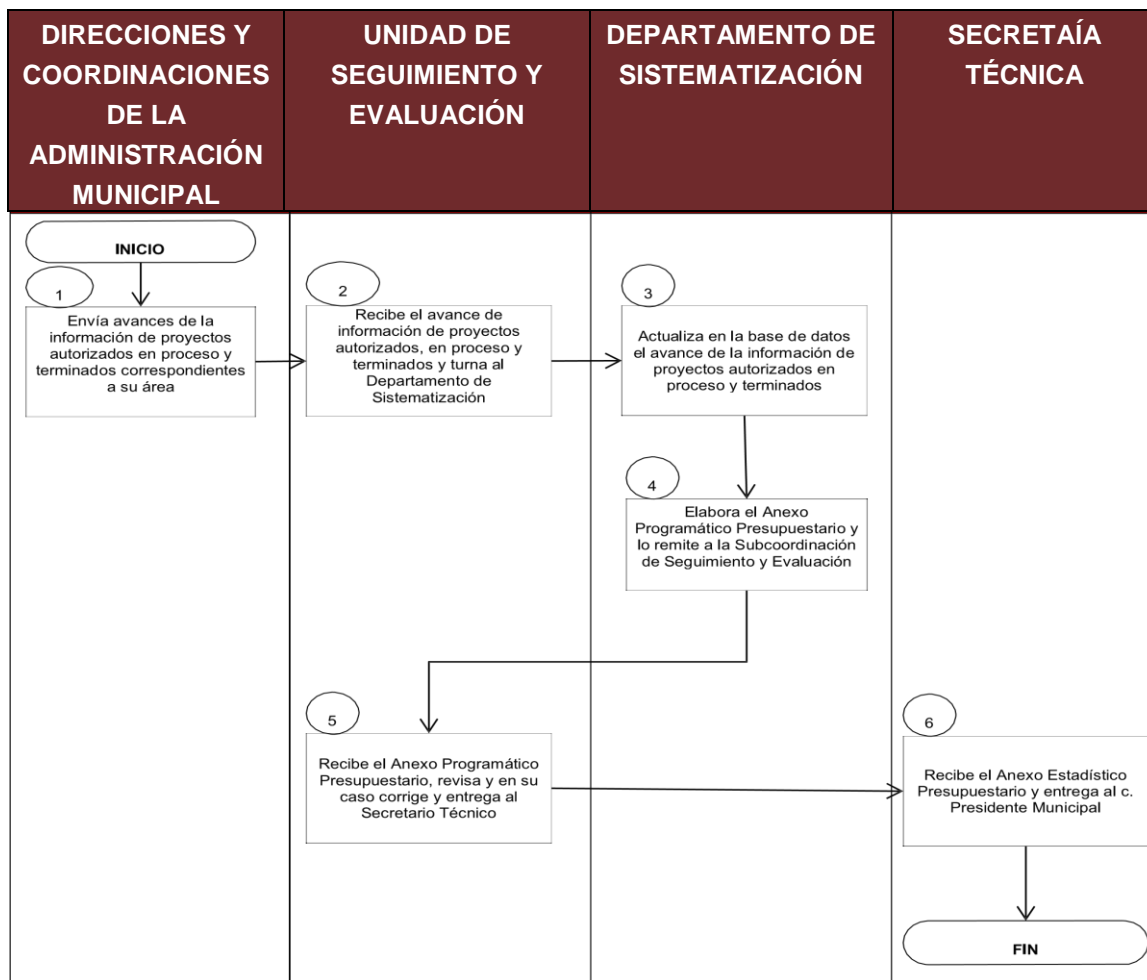 DIRECCIONES Y
COORDINACIONES
DE LA
ADMINISTRACIÓN
MUNICIPAL
UNIDAD DE
SEGUIMIENTO Y
EVALUACIÓN
DEPARTAMENTO DE
SISTEMATIZACIÓN
SECRETAÍA
TÉCNICA
INICIO
1
Envía avances de la
información de proyectos
autorizados en proceso y
terminados correspondientes
a su área
2
Recibe el avance de
información de proyectos
autorizados, en proceso y
terminados y turna al
Departamento de
Sistematización
3
Actualiza en la base de datos
el avance de la información de
proyectos autorizados en
proceso y terminados
4
Elabora el Anexo
Programático Presupuestario y
lo remite a la Subcoordinación
de Seguimiento y Evaluación
5
Recibe el Anexo Programático
Presupuestario, revisa y en su
caso corrige y entrega al
Secretario Técnico
6
Recibe el Anexo Estadístico
Presupuestario y entrega al c.
Presidente Municipal
FIN